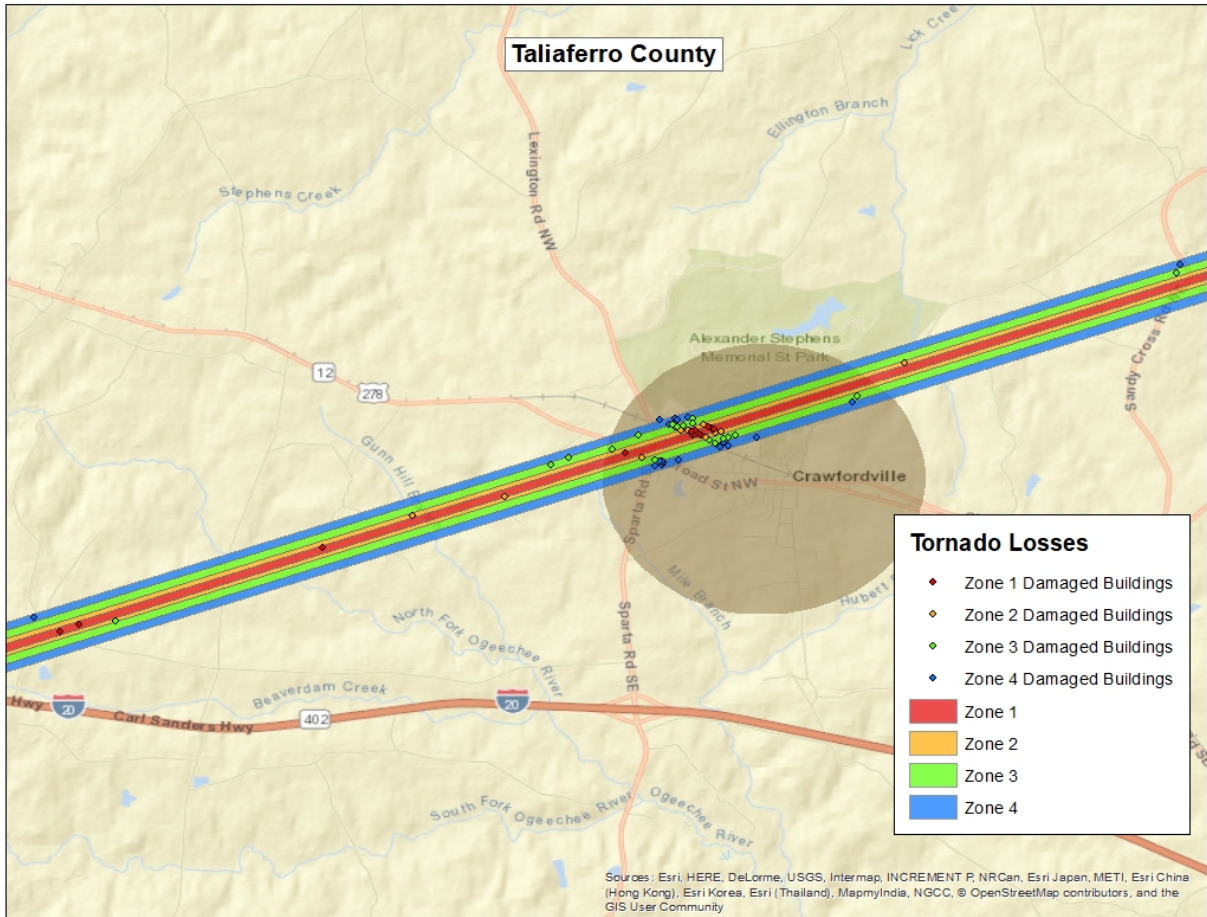 Taliaferro County
Lick Creek
Ellington Branch
Stephens Creek
Lexington Rd NW
Alexander Stephens
Memorial St Park
Sandy Cross Rd
12
278
Gunn Hill
Toad St NW
Crawfordville
Sparta Rd
Mile Branch
Hubert
North Fork Ogeechee
River
Sparta Rd SE
Beaverdam Creek
Hwy
20
Carl Sanders Hwy
402
20
South Fork
Ogeechee River
Ogeechee
River
Rd SE
Tornado Losses
Zone 1 Damaged Buildings
Zone 2 Damaged Buildings
Zone 3 Damaged Buildings
Zone 4 Damaged Buildings
Zone 1
Zone 2
Zone 3
Zone 4
Sources: Esri, HERE, DeLorme, USGS, Intermap, INCREMENT P, NRCan, Esri Japan, METI, Esri China
(Hong Kong), Esri Korea, Esri (Thailand), MapmyIndia, NGCC, © OpenStreetMap contributors, and the
GIS User Community